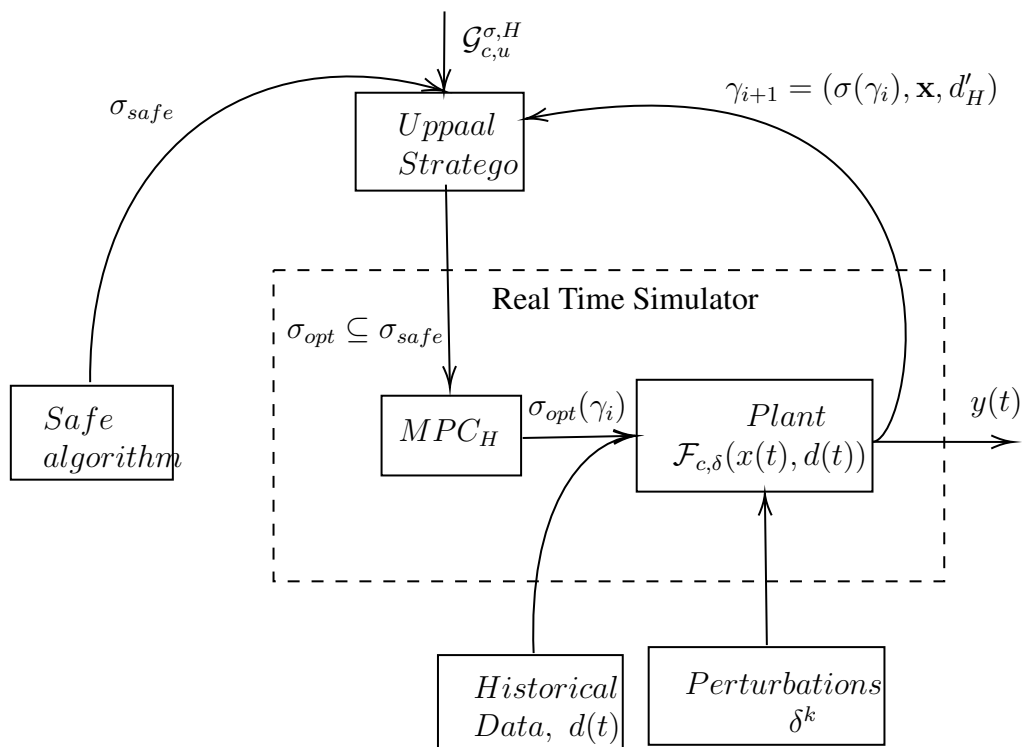 𝒢_{c,u}^{σ,H}
γ_{i+1} = (σ(γ_i), 𝐱, d′_H)
σ_{safe}
Uppaal
Stratego
Real Time Simulator
σ_{opt} ⊆ σ_{safe}
Safe
algorithm
MPC_H
σ_{opt}(γ_i)
Plant
ℱ_{c,δ}(x(t), d(t))
y(t)
Historical
Data, d(t)
Perturbations
δ^k